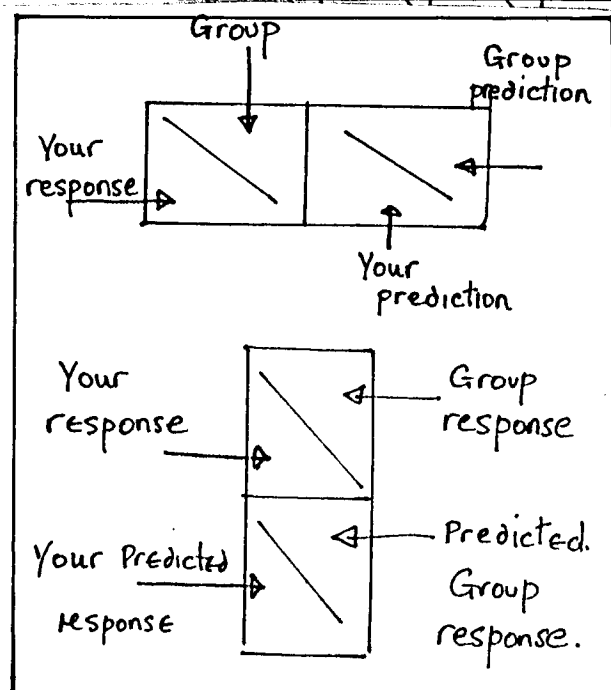 Group
Group
prediction
Your
response
Your
prediction
Your
response
Group
response
Your Predicted
response
Predicted.
Group
response.